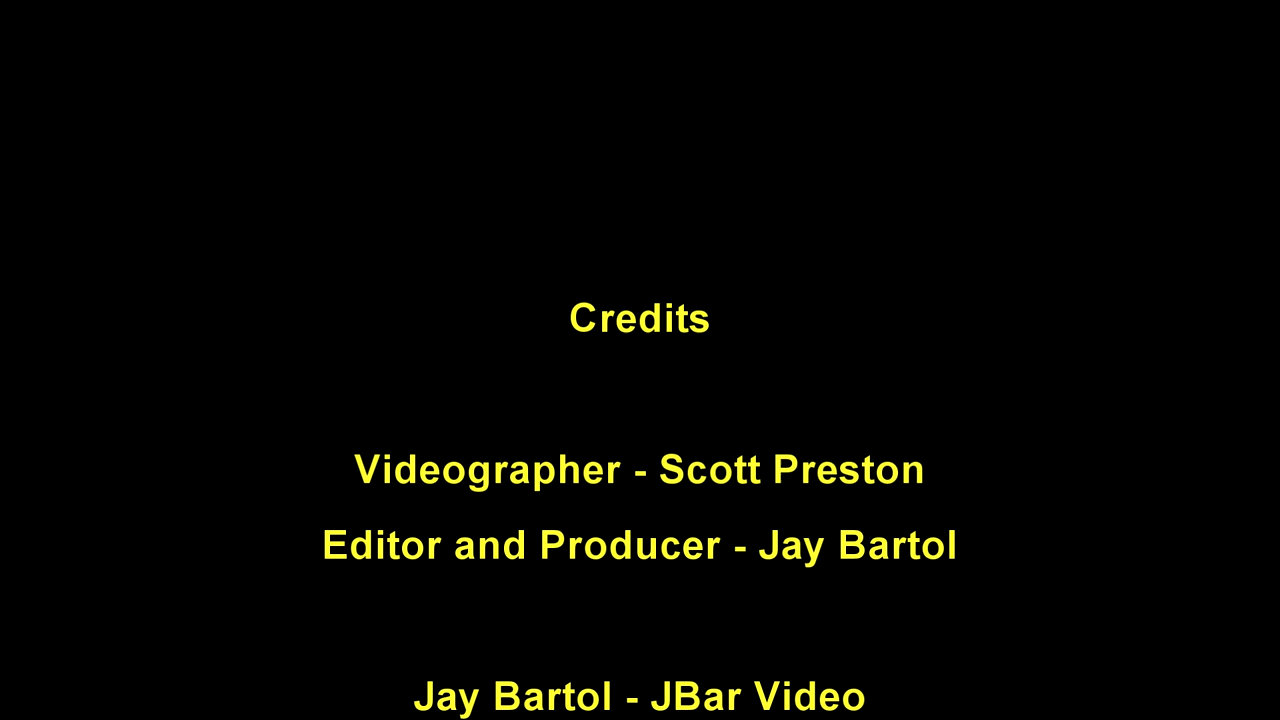 Credits
Videographer - Scott Preston
Editor and Producer - Jay Bartol
Jay Bartol - JBar Video